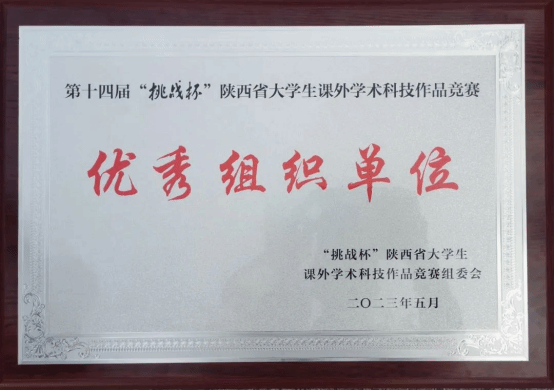 第十四届“挑战杯”陕西省大学生课外学术科技作品竞赛
优秀组织单位
“挑战杯”陕西省大学生
课外学术科技作品竞赛组委会
二〇二三年五月